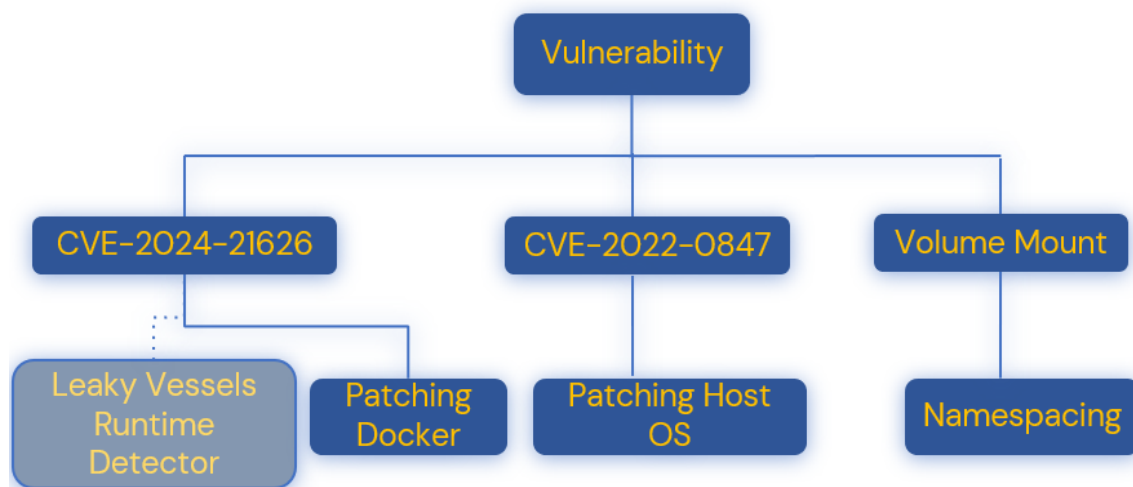 Vulnerability
CVE-2024-21626
CVE-2022-0847
Volume Mount
Leaky Vessels
Runtime
Detector
Patching
Docker
Patching Host
OS
Namespacing